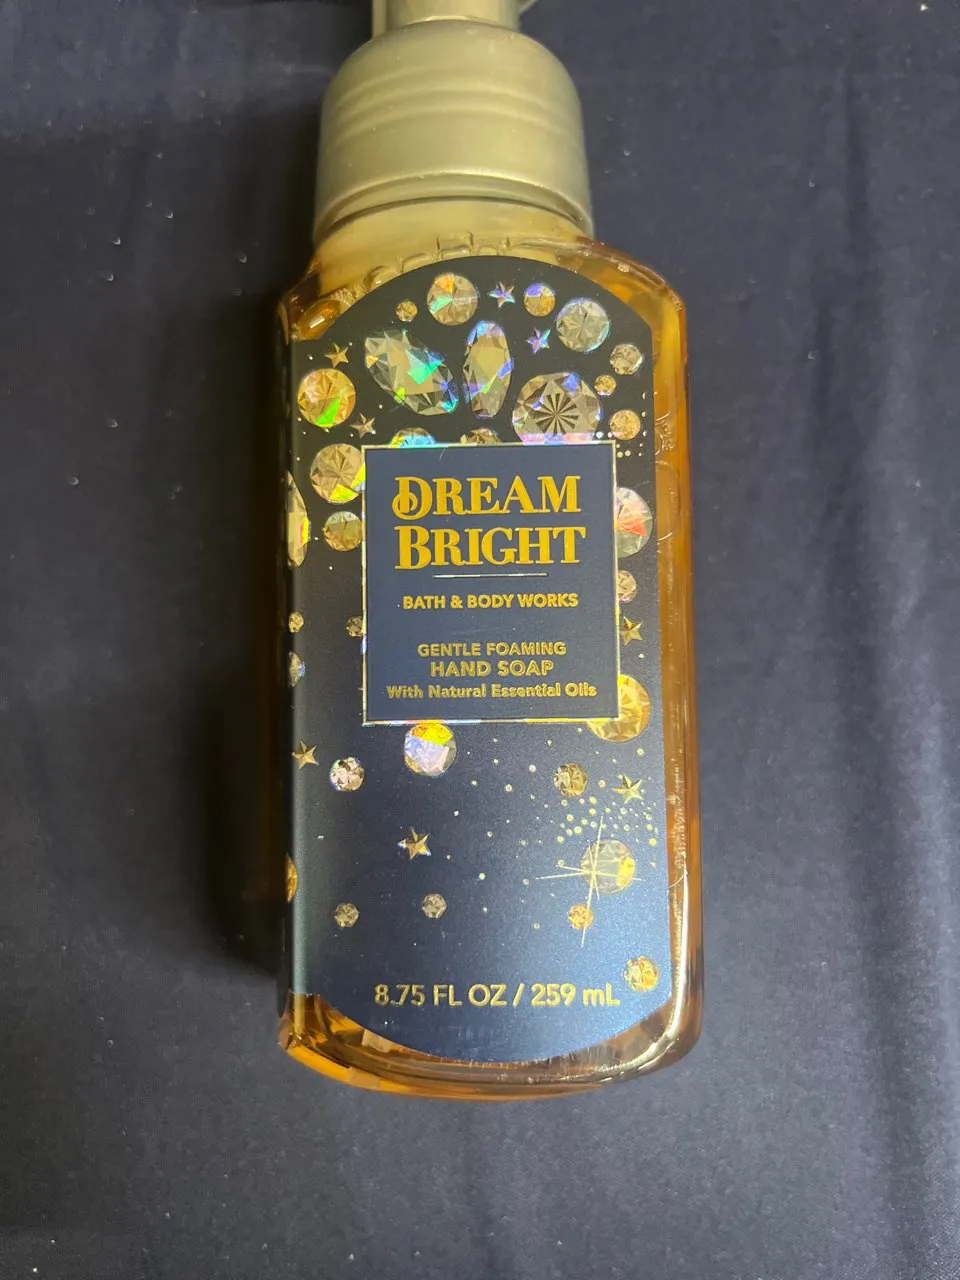 DREAM
BRIGHT
BATH & BODY WORKS
GENTLE FOAMING
HAND SOAP
With Natural Essential Oils
8.75 FL OZ / 259 mL